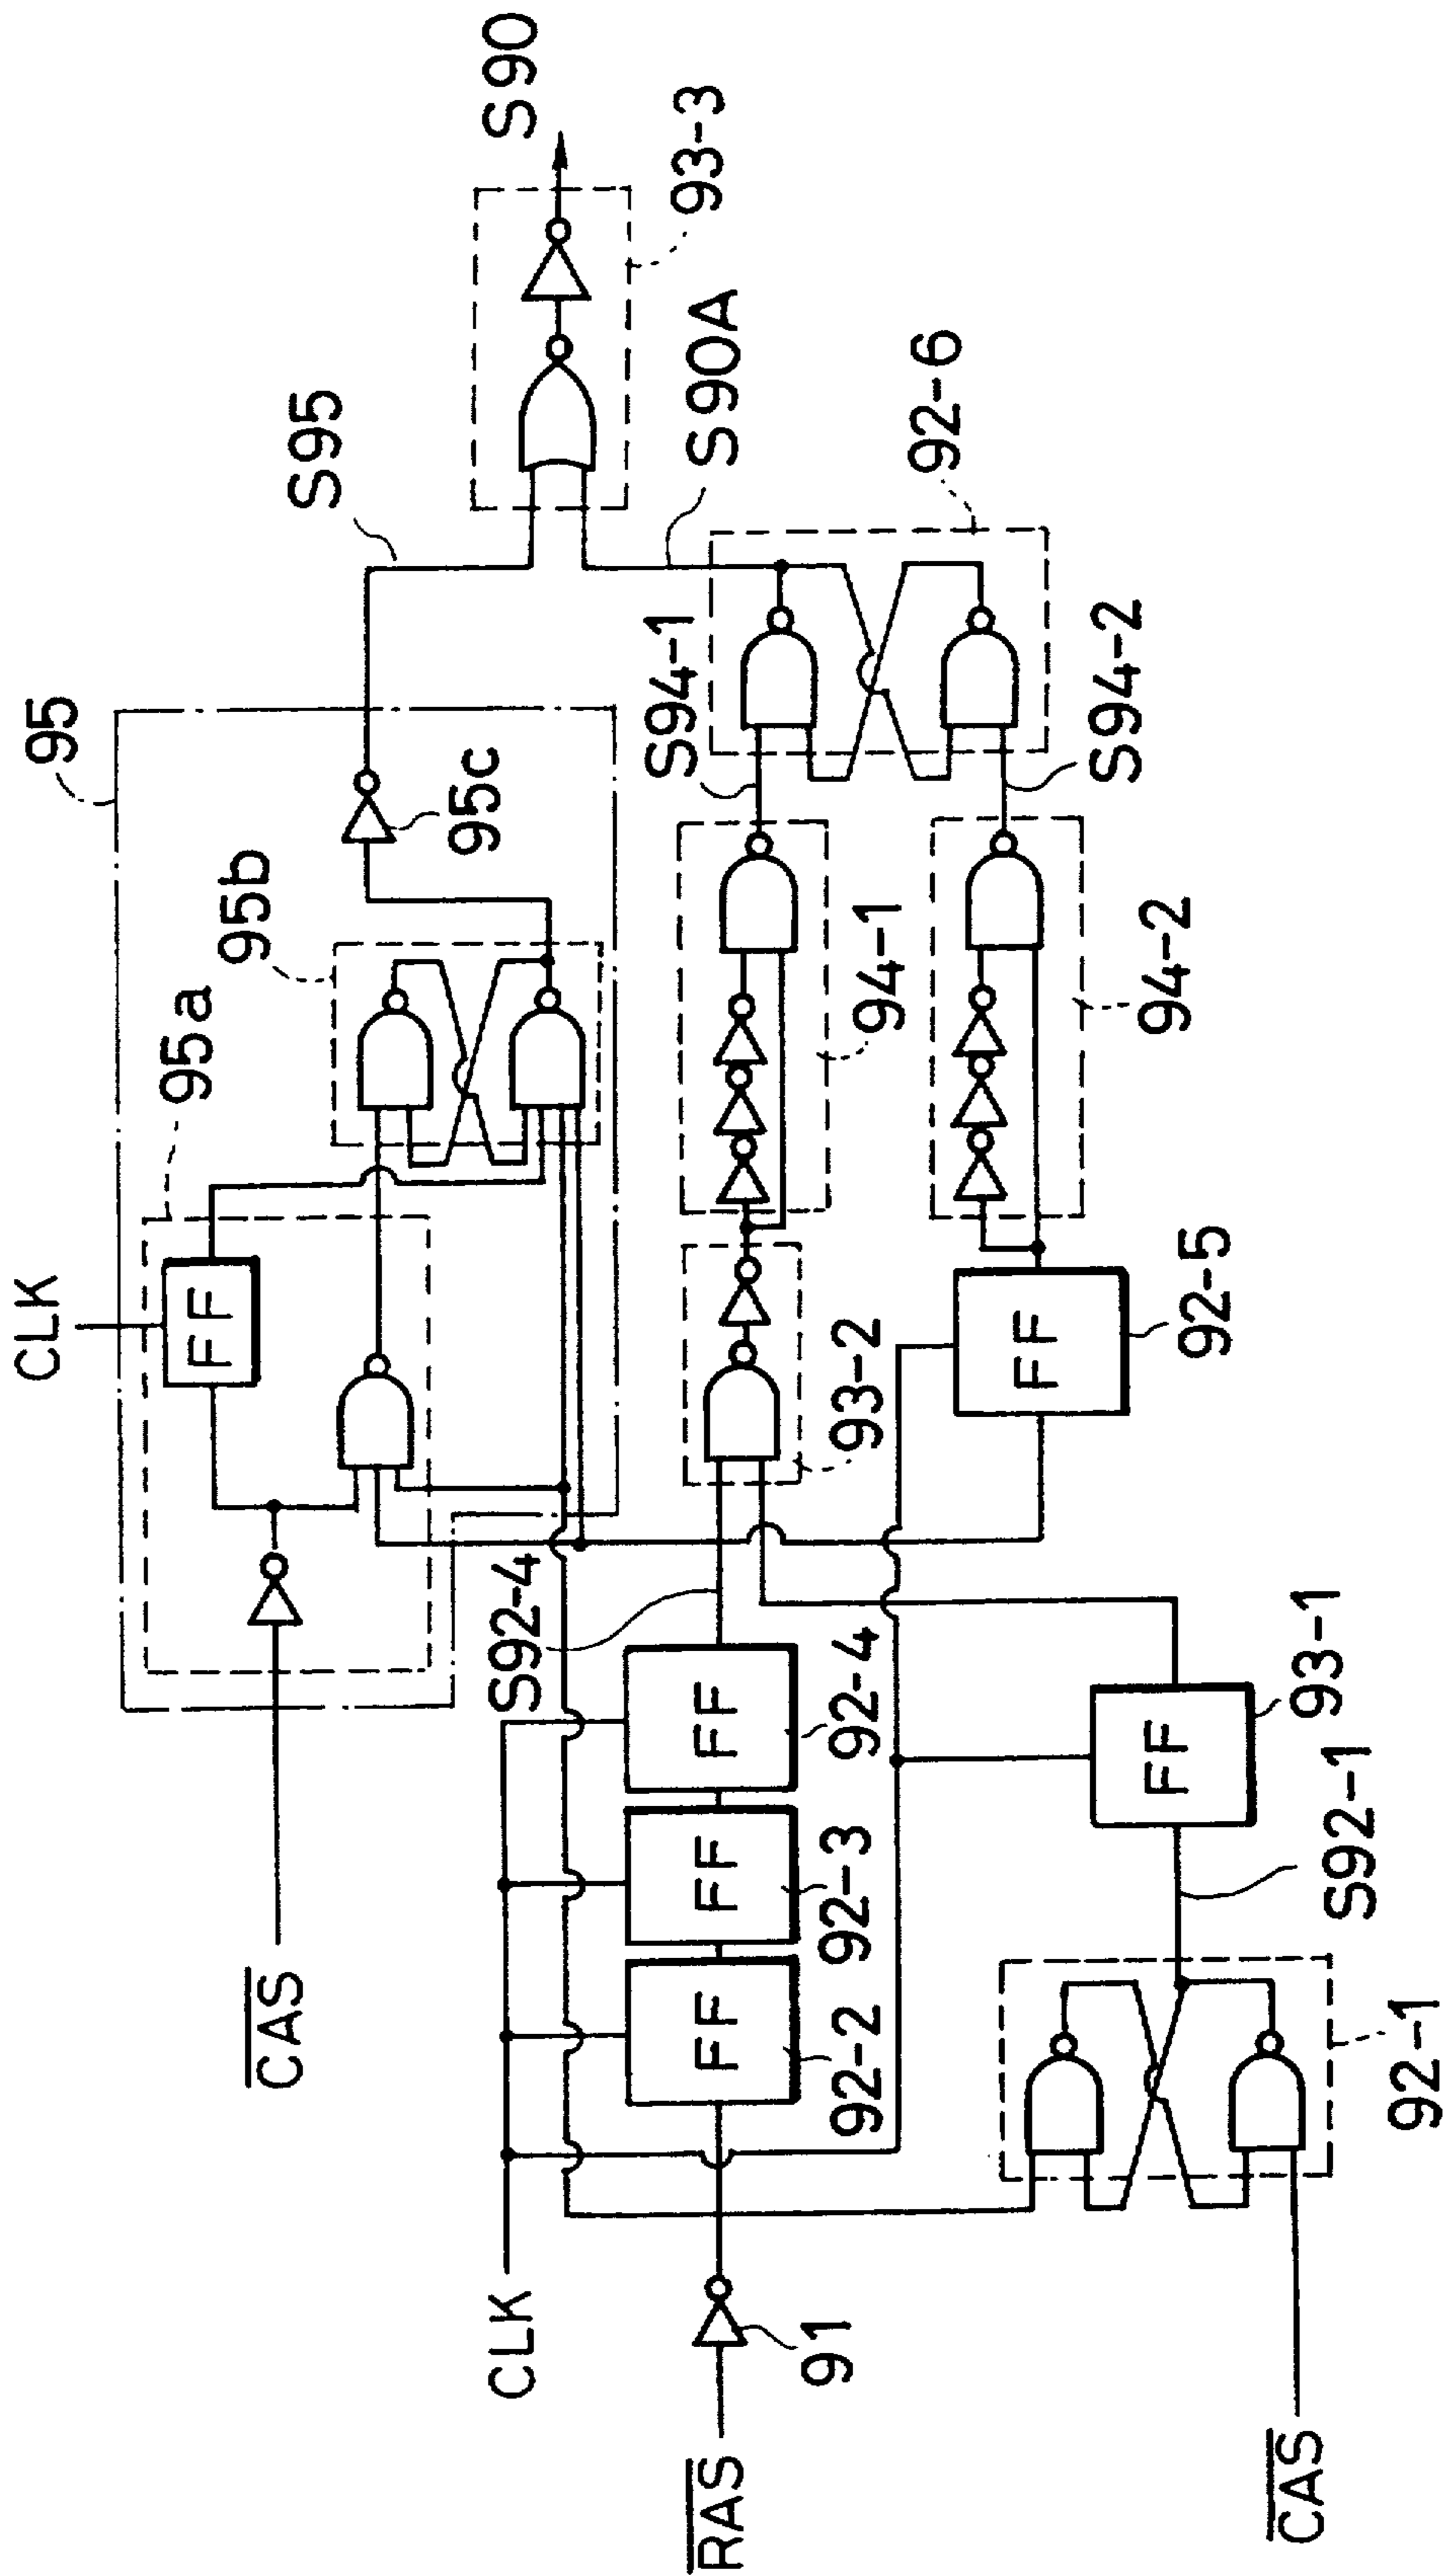 CLK
95
95a
FF
95b
95c
S95
S90
93-3
S90A
CAS
S92-4
CLK
RAS
91
FF
92-2
FF
92-3
FF
92-4
93-2
94-1
S94-1
92-6
S94-2
94-2
FF
92-5
FF
93-1
S92-1
92-1
CAS